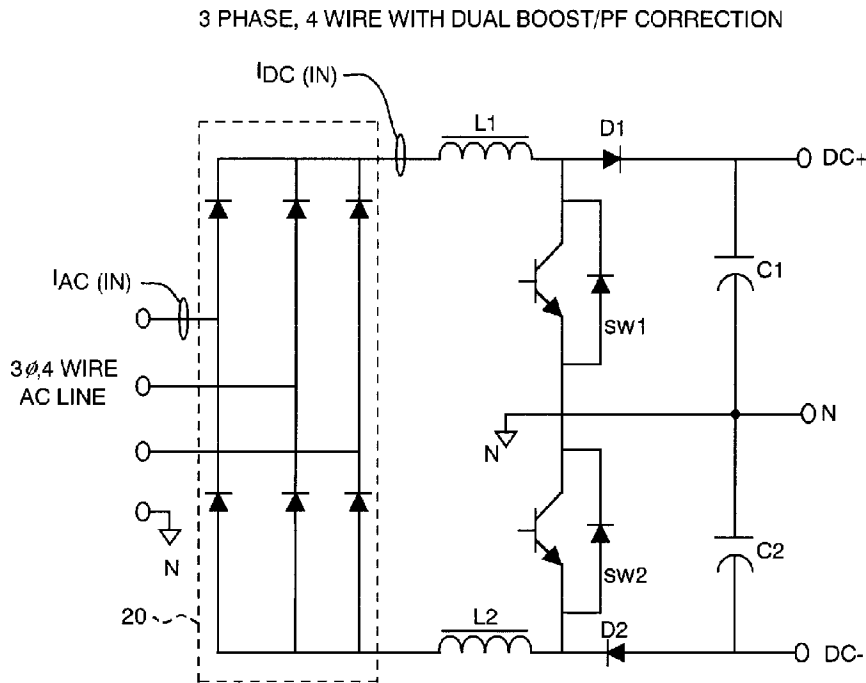 3 PHASE, 4 WIRE WITH DUAL BOOST/PF CORRECTION
IDC (IN)
L1
D1
DC+
IAC (IN)
C1
SW1
3ø,4 WIRE
AC LINE
N
N
N
C2
SW2
20
L2
D2
DC-